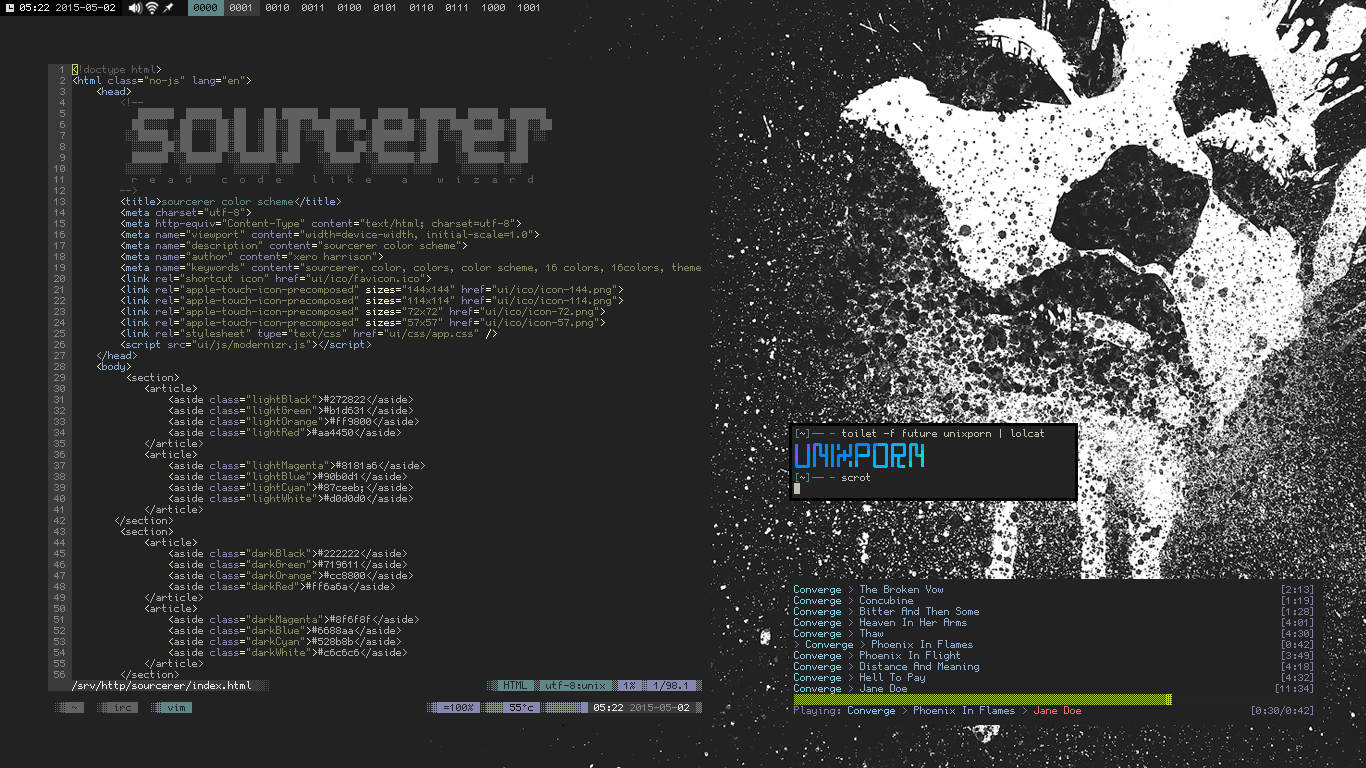 05:22 2015-05-02 0000 0001 0010 0011 0100 0101 0110 0111 1000 1001
1 <!doctype html>
2 <html class="no-js" lang="en">
3 <head>
4 <!--
5
6 sourcerer
7
8
9
10
11 read code like a wizard
12 -->
13 <title>sourcerer color scheme</title>
14 <meta charset="utf-8">
15 <meta http-equiv="Content-Type" content="text/html; charset=utf-8">
16 <meta name="viewport" content="width=device-width, initial-scale=1.0">
17 <meta name="description" content="sourcerer color scheme">
18 <meta name="author" content="xero harrison">
19 <meta name="keywords" content="sourcerer, color, colors, color scheme, 16 colors, 16colors, theme
20 <link rel="shortcut icon" href="ui/ico/favicon.ico">
21 <link rel="apple-touch-icon-precomposed" sizes="144x144" href="ui/ico/icon-144.png">
22 <link rel="apple-touch-icon-precomposed" sizes="114x114" href="ui/ico/icon-114.png">
23 <link rel="apple-touch-icon-precomposed" sizes="72x72" href="ui/ico/icon-72.png">
24 <link rel="apple-touch-icon-precomposed" sizes="57x57" href="ui/ico/icon-57.png">
25 <link rel="stylesheet" type="text/css" href="ui/css/app.css" />
26 <script src="ui/js/modernizr.js"></script>
27 </head>
28 <body>
29 <section>
30 <article>
31 <aside class="lightBlack">#272822</aside>
32 <aside class="lightGreen">#b1d631</aside>
33 <aside class="lightOrange">#ff9800</aside>
34 <aside class="lightRed">#aa4450</aside>
35 </article>
36 <article>
37 <aside class="lightMagenta">#8181a6</aside>
38 <aside class="lightBlue">#90b0d1</aside>
39 <aside class="lightCyan">#87ceeb;</aside>
40 <aside class="lightWhite">#d0d0d0</aside>
41 </article>
42 </section>
43 <section>
44 <article>
45 <aside class="darkBlack">#222222</aside>
46 <aside class="darkGreen">#719611</aside>
47 <aside class="darkOrange">#cc8800</aside>
48 <aside class="darkRed">#ff6a6a</aside>
49 </article>
50 <article>
51 <aside class="darkMagenta">#8f6f8f</aside>
52 <aside class="darkBlue">#6688aa</aside>
53 <aside class="darkCyan">#528b8b</aside>
54 <aside class="darkWhite">#c6c6c6</aside>
55 </article>
56 </section>
/srv/http/sourcerer/index.html HTML utf-8:unix 1% 1/98.1
~ irc vim =100% 55°c 05:22 2015-05-02
[~]── - toilet -f future unixporn | lolcat
UNIXPORN
[~]── - scrot
Converge > The Broken Vow [2:13]
Converge > Concubine [1:19]
Converge > Bitter And Then Some [1:28]
Converge > Heaven In Her Arms [4:01]
Converge > Thaw [4:30]
> Converge > Phoenix In Flames [0:42]
Converge > Phoenix In Flight [3:49]
Converge > Distance And Meaning [4:18]
Converge > Hell To Pay [4:32]
Converge > Jane Doe [11:34]
Playing: Converge > Phoenix In Flames > Jane Doe [0:30/0:42]